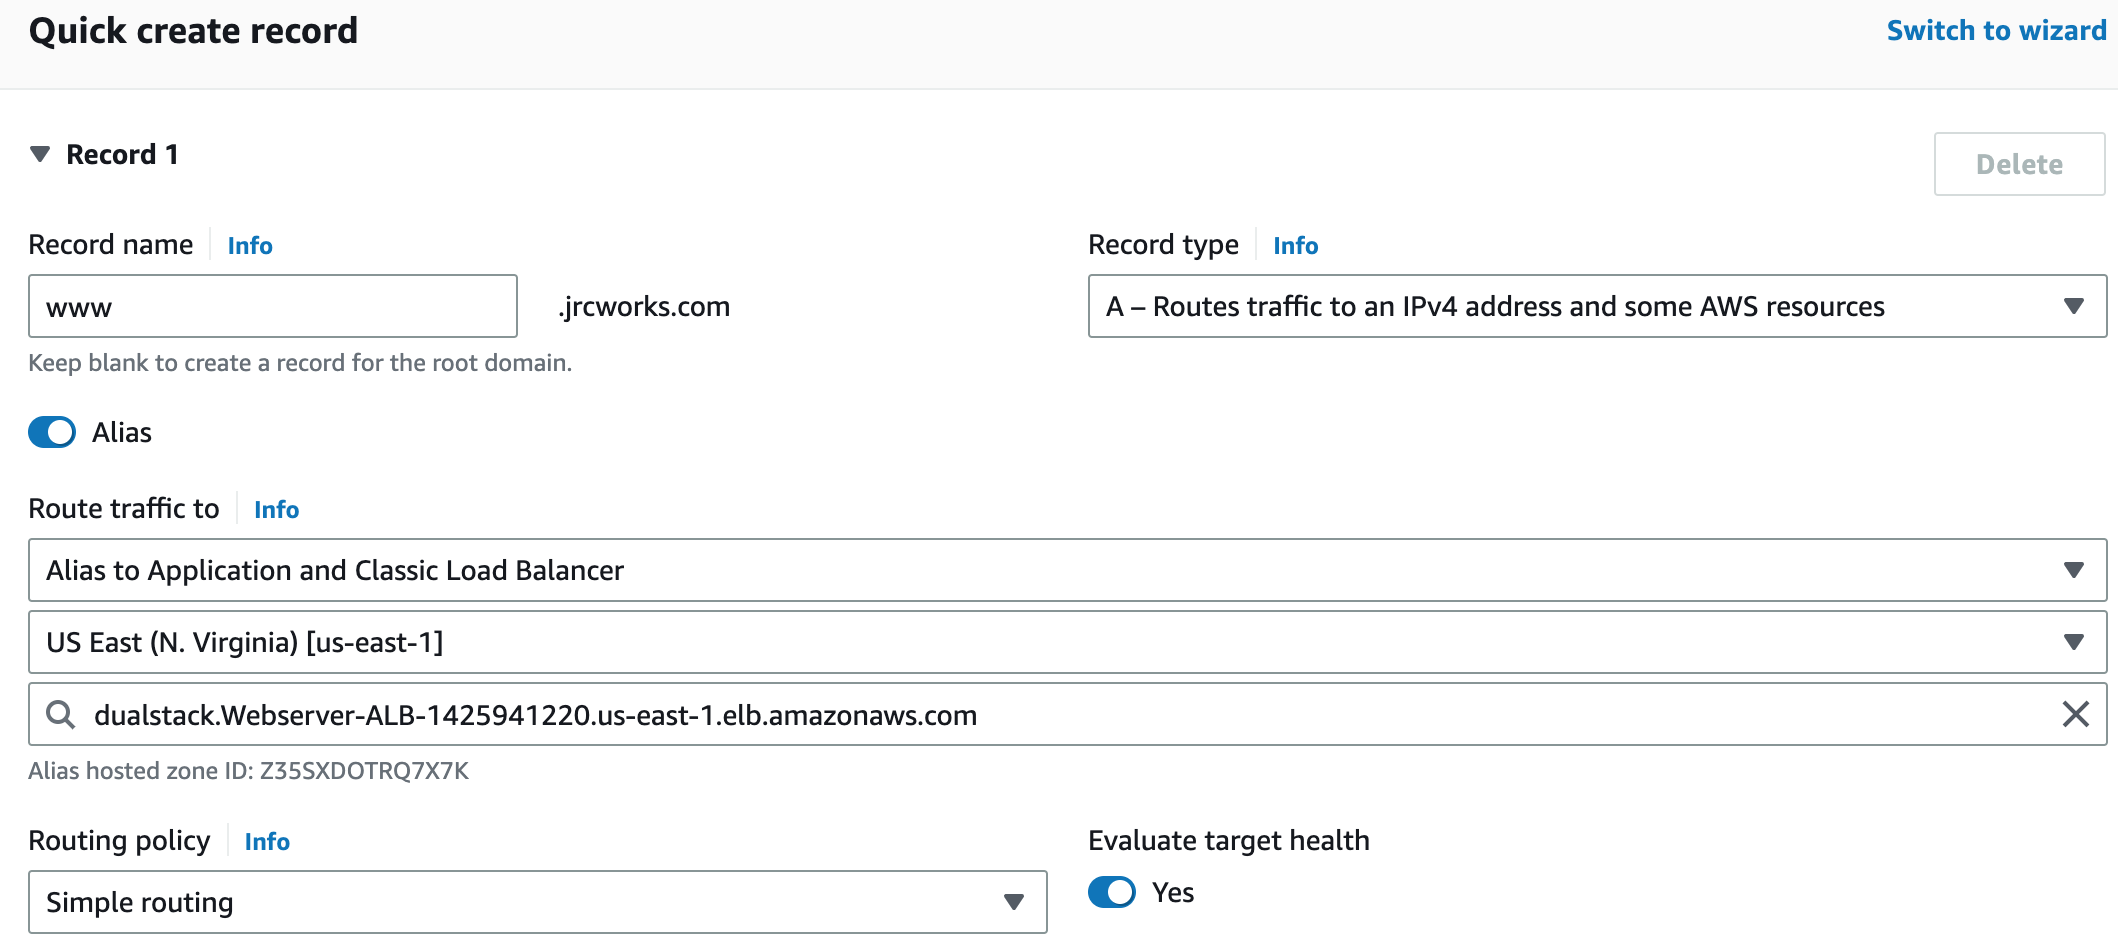 Quick create record
Switch to wizard
Record 1
Delete
Record name Info
Record type Info
www .jrcworks.com
A – Routes traffic to an IPv4 address and some AWS resources
Keep blank to create a record for the root domain.
Alias
Route traffic to Info
Alias to Application and Classic Load Balancer
US East (N. Virginia) [us-east-1]
dualstack.Webserver-ALB-1425941220.us-east-1.elb.amazonaws.com
Alias hosted zone ID: Z35SXDOTRQ7X7K
Routing policy Info
Evaluate target health
Simple routing
Yes